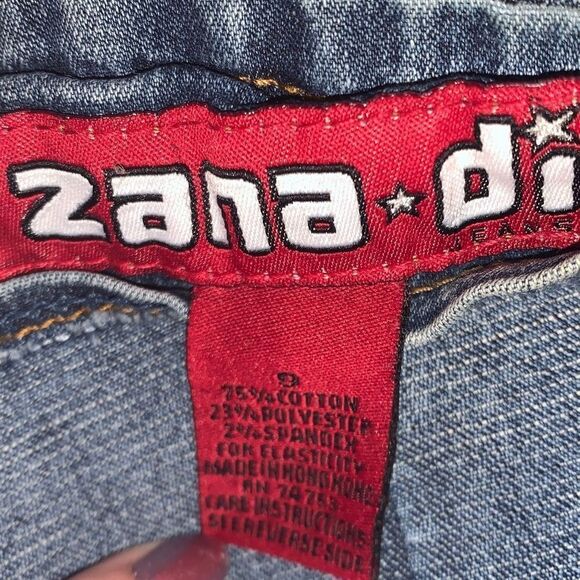 zana★di
JEANS
9
75% COTTON
23% POLYESTER
2% SPANDEX
FOR ELASTICITY
MADE IN HONG KONG
RN 74753
CARE INSTRUCTIONS
SEE REVERSE SIDE